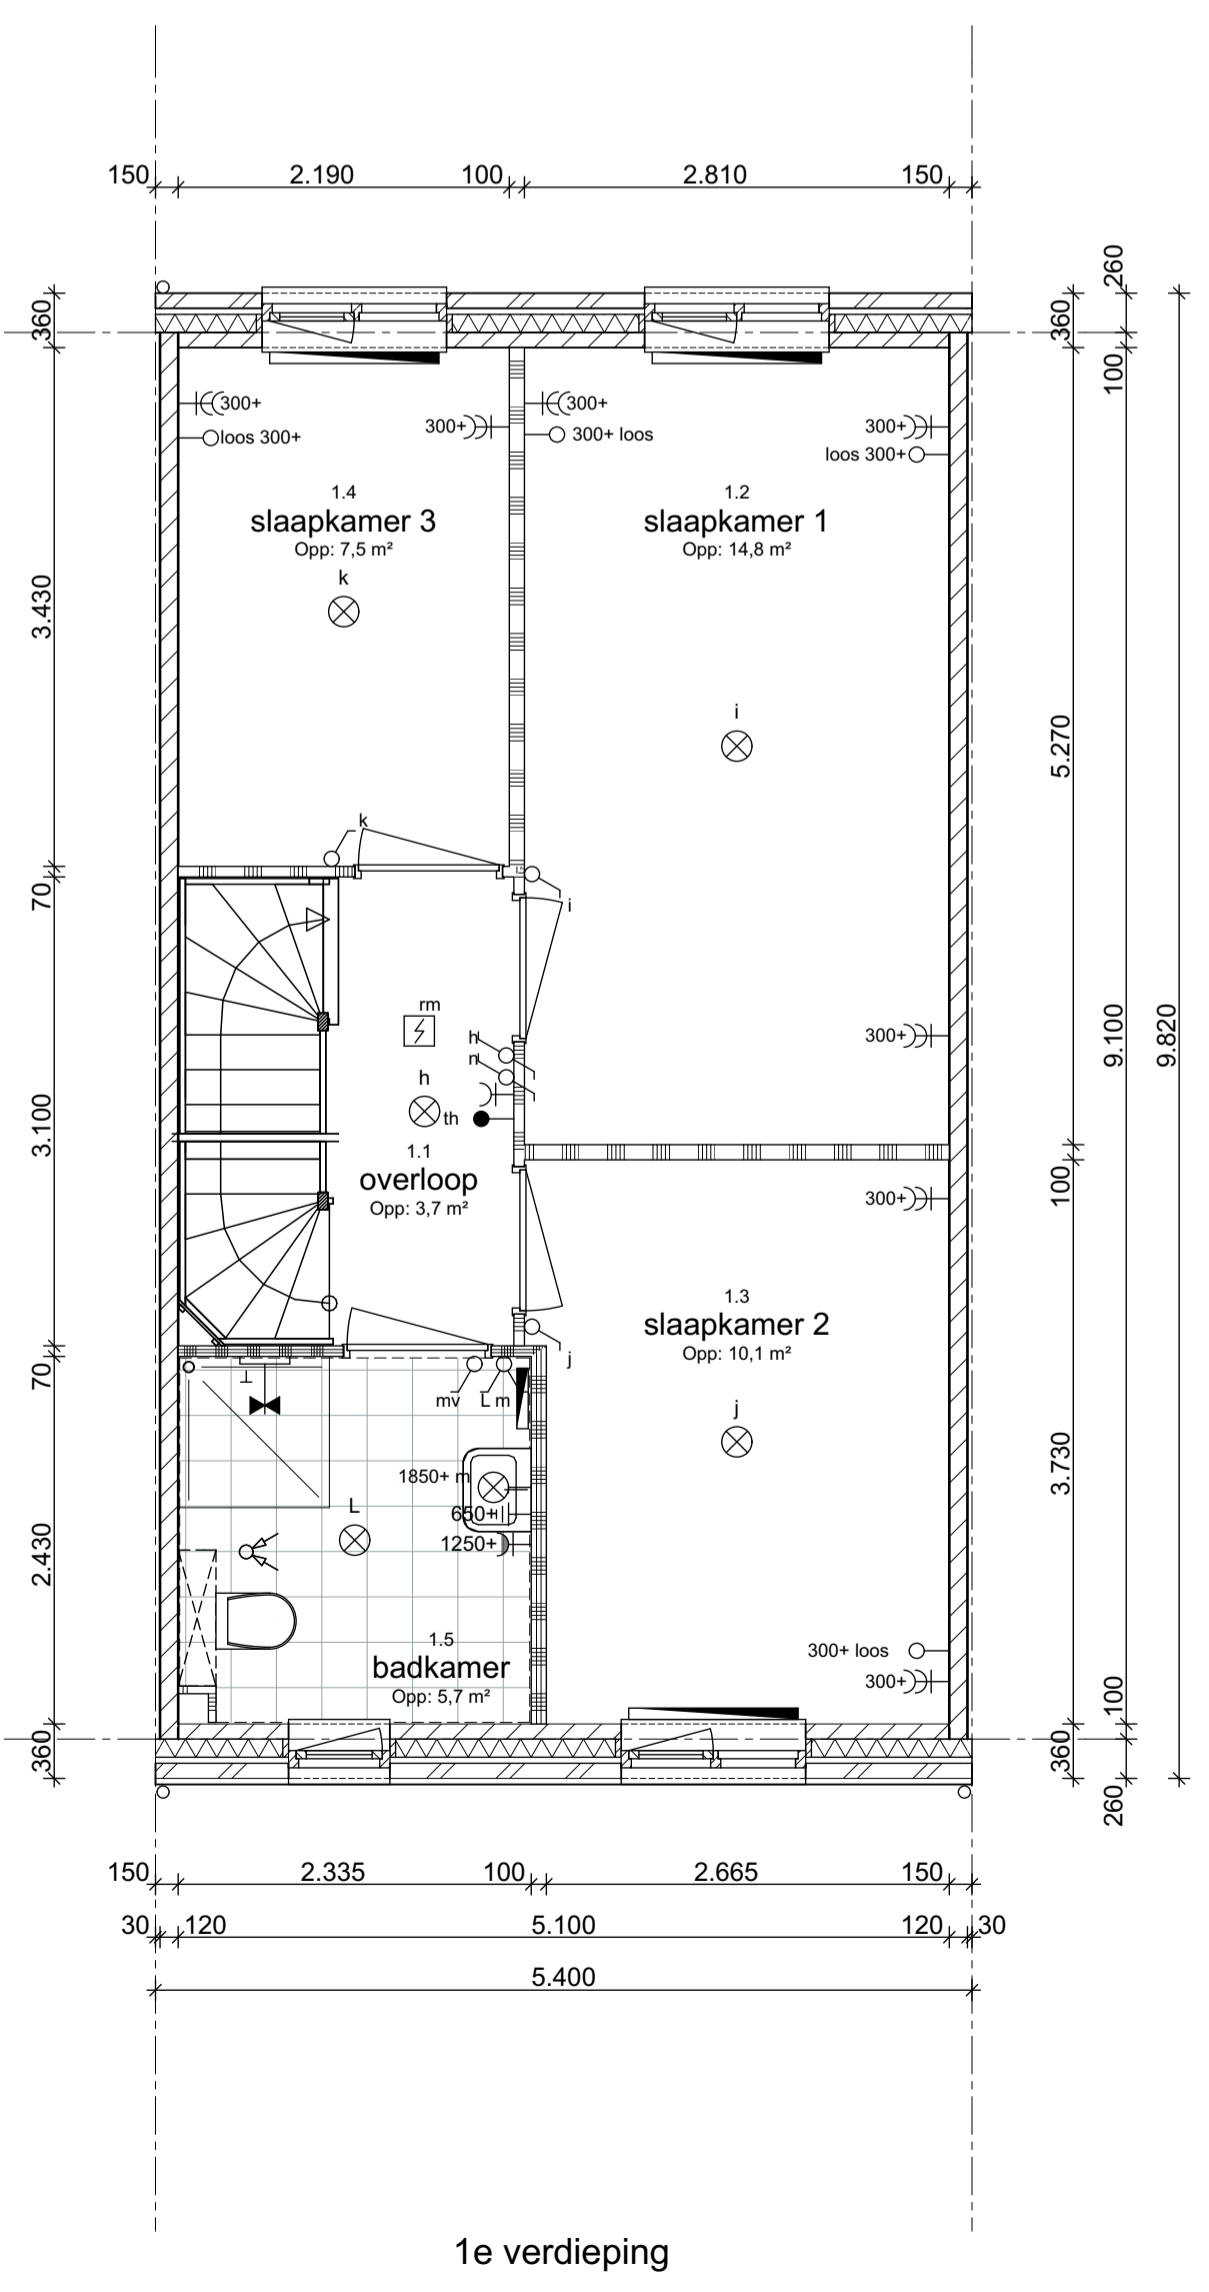 150 2.190 100 2.810 150
260
360 360
100
300+ 300+ 300+ 300+
loos 300+ 300+ loos loos 300+
1.4 1.2
slaapkamer 3 slaapkamer 1
Opp: 7,5 m² Opp: 14,8 m²
k
3.430
i
5.270
k
70
i
rm
h
n
300+
h
th
9.100 9.820
3.100
1.1
overloop
Opp: 3,7 m²
100
300+
1.3
slaapkamer 2
Opp: 10,1 m²
j
70
mv L m
j
3.730
1850+ m
L
650+
1250+
2.430
1.5
badkamer
Opp: 5,7 m²
300+ loos
300+
100
360 360
260
150 2.335 100 2.665 150
30 120 5.100 120 30
5.400
1e verdieping